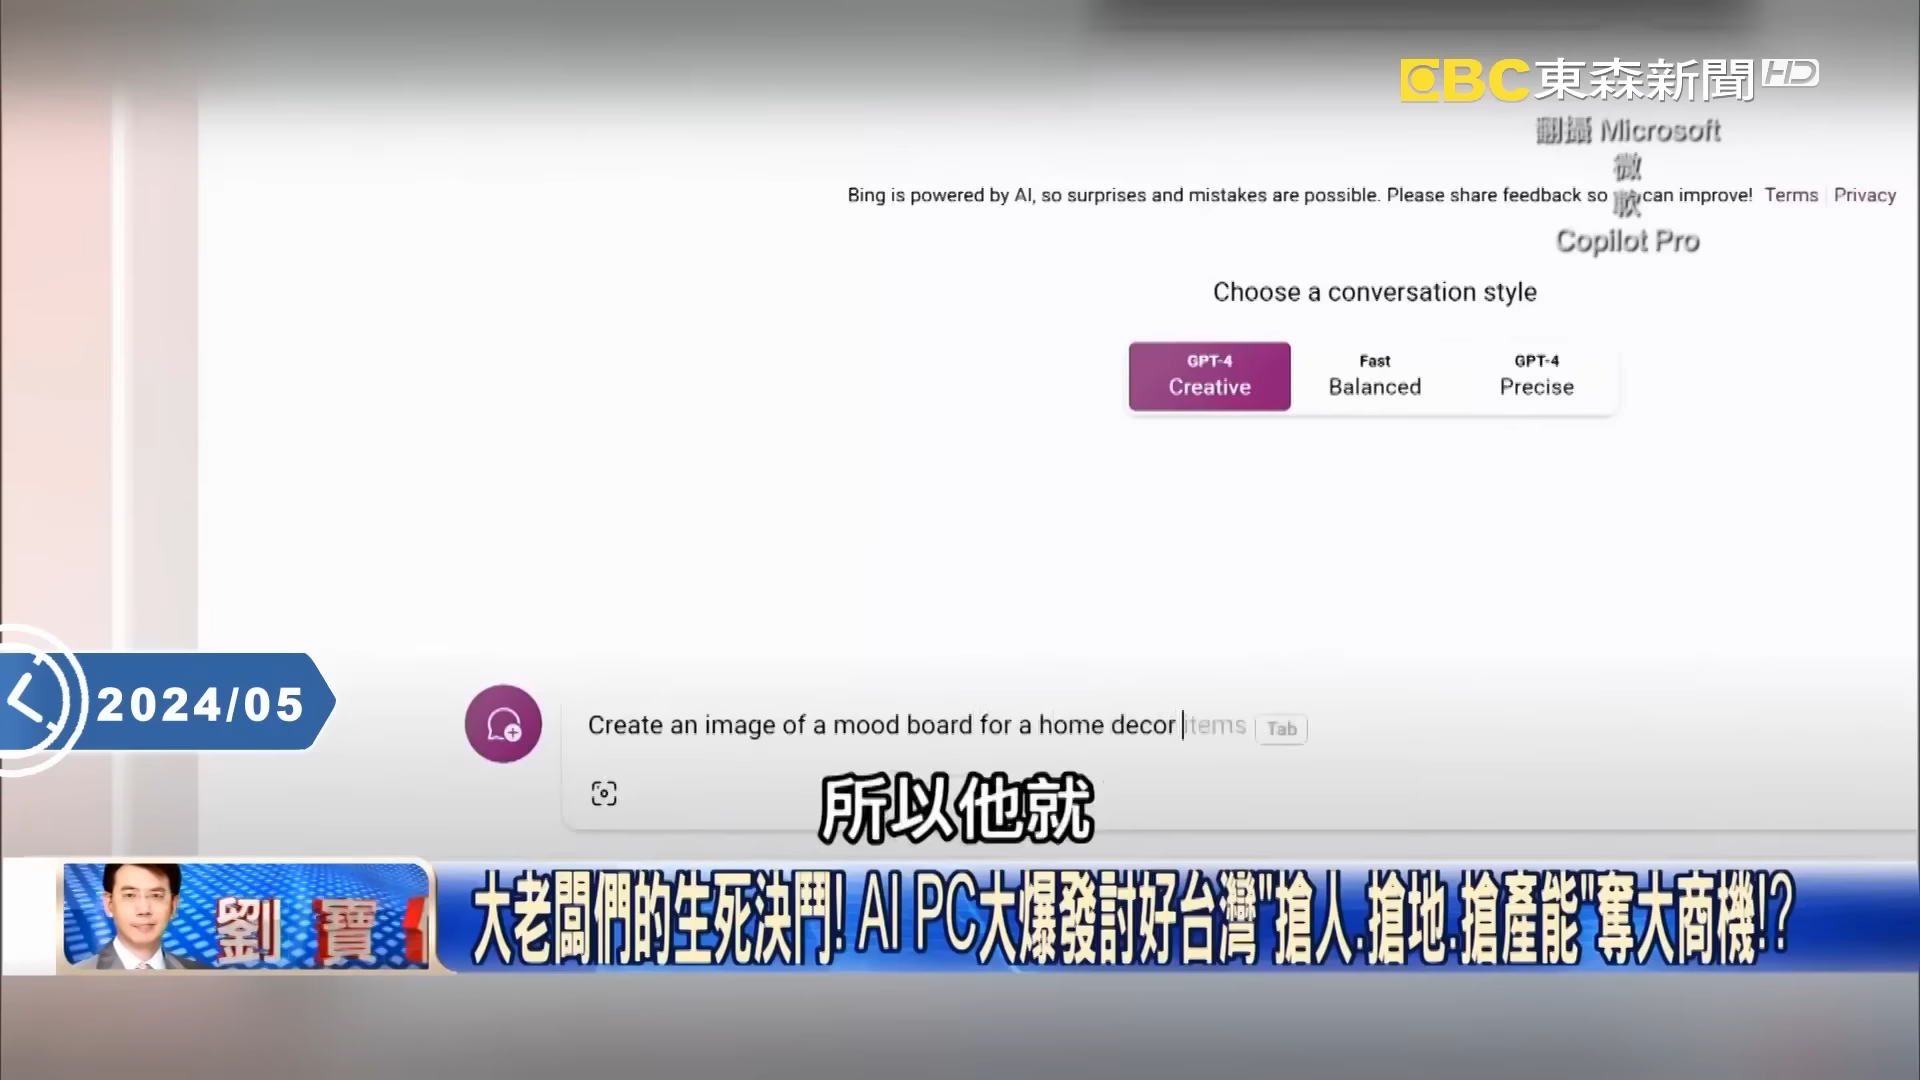 EBC東森新聞HD
翻攝 Microsoft
微
軟
Copilot Pro
Bing is powered by AI, so surprises and mistakes are possible. Please share feedback so can improve! Terms Privacy
Choose a conversation style
GPT-4
Creative
Fast
Balanced
GPT-4
Precise
2024/05
Create an image of a mood board for a home decor items Tab
所以他就
劉寶
大老闆們的生死決鬥! AI PC大爆發討好台灣"搶人.搶地.搶產能"奪大商機!?